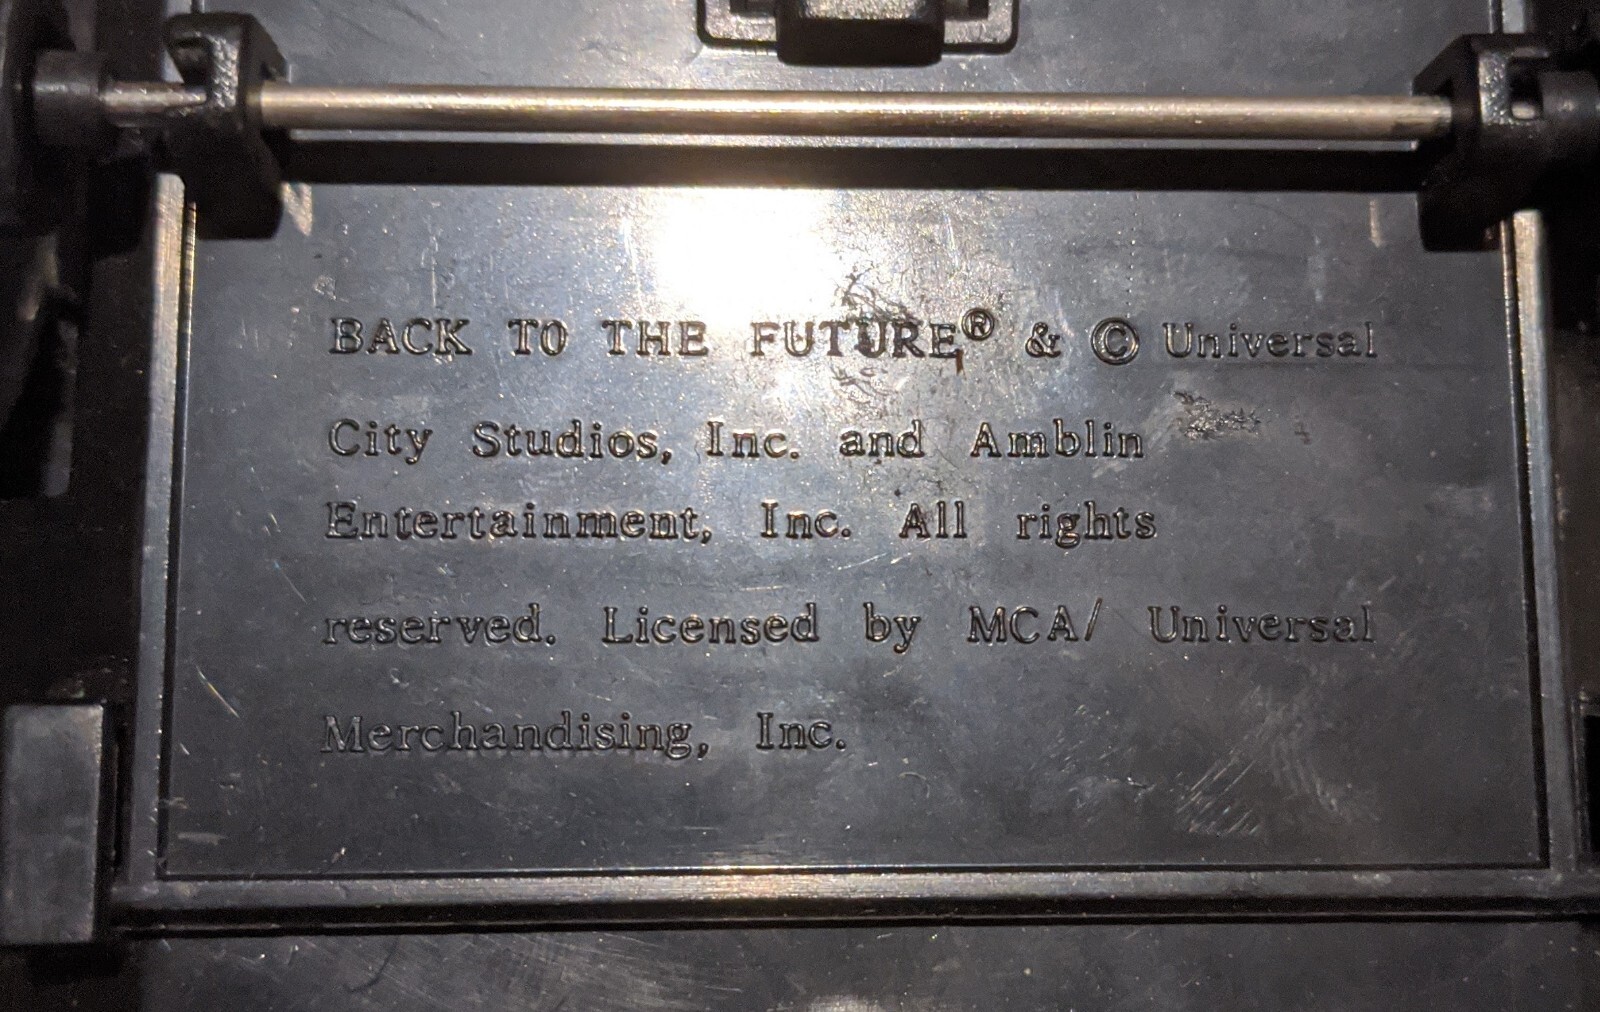 BACK TO THE FUTURE® & © Universal
City Studios, Inc. and Amblin
Entertainment, Inc. All rights
reserved. Licensed by MCA/ Universal
Merchandising, Inc.